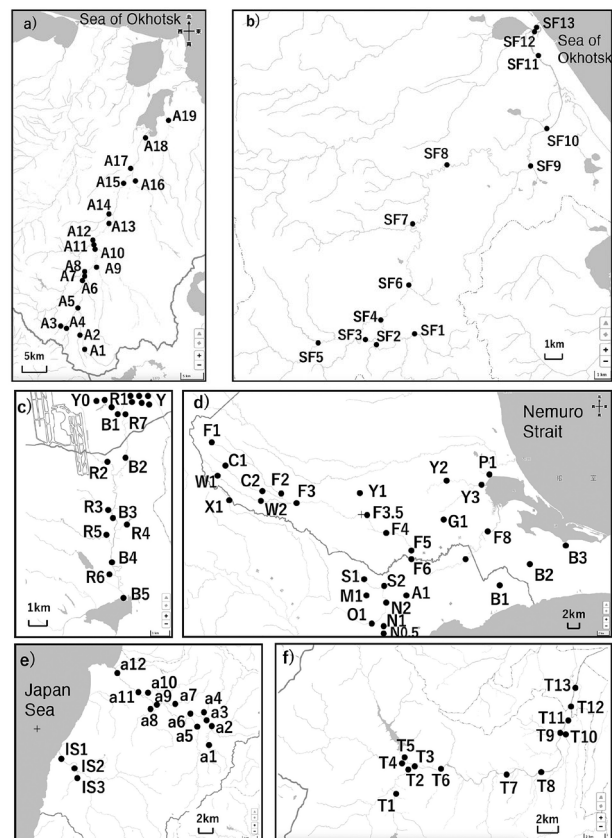 a)
Sea of Okhotsk
A19
A18
A17
A15
A16
A14
A13
A12
A11
A10
A8
A9
A7
A6
A5
A3
A4
A2
A1
5km
b)
SF13
SF12
Sea of
Okhotsk
SF11
SF10
SF8
SF9
SF7
SF6
SF4
SF3
SF2
SF1
SF5
1km
c)
Y0
R1
Y
B1
R7
R2
B2
R3
B3
R5
R4
B4
R6
B5
1km
d)
Nemuro
Strait
F1
C1
W1
C2
F2
X1
W2
F3
Y1
Y2
P1
Y3
F3.5
G1
F4
F8
F5
F6
B3
B2
S1
S2
B1
M1
A1
N2
O1
N1
N0.5
2km
e)
a12
Japan
Sea
a10
a11
a9
a7
a4
a8
a6
a3
a5
a2
a1
IS1
IS2
IS3
2km
f)
T13
T12
T11
T9
T10
T5
T4
T3
T2
T6
T7
T8
T1
2km